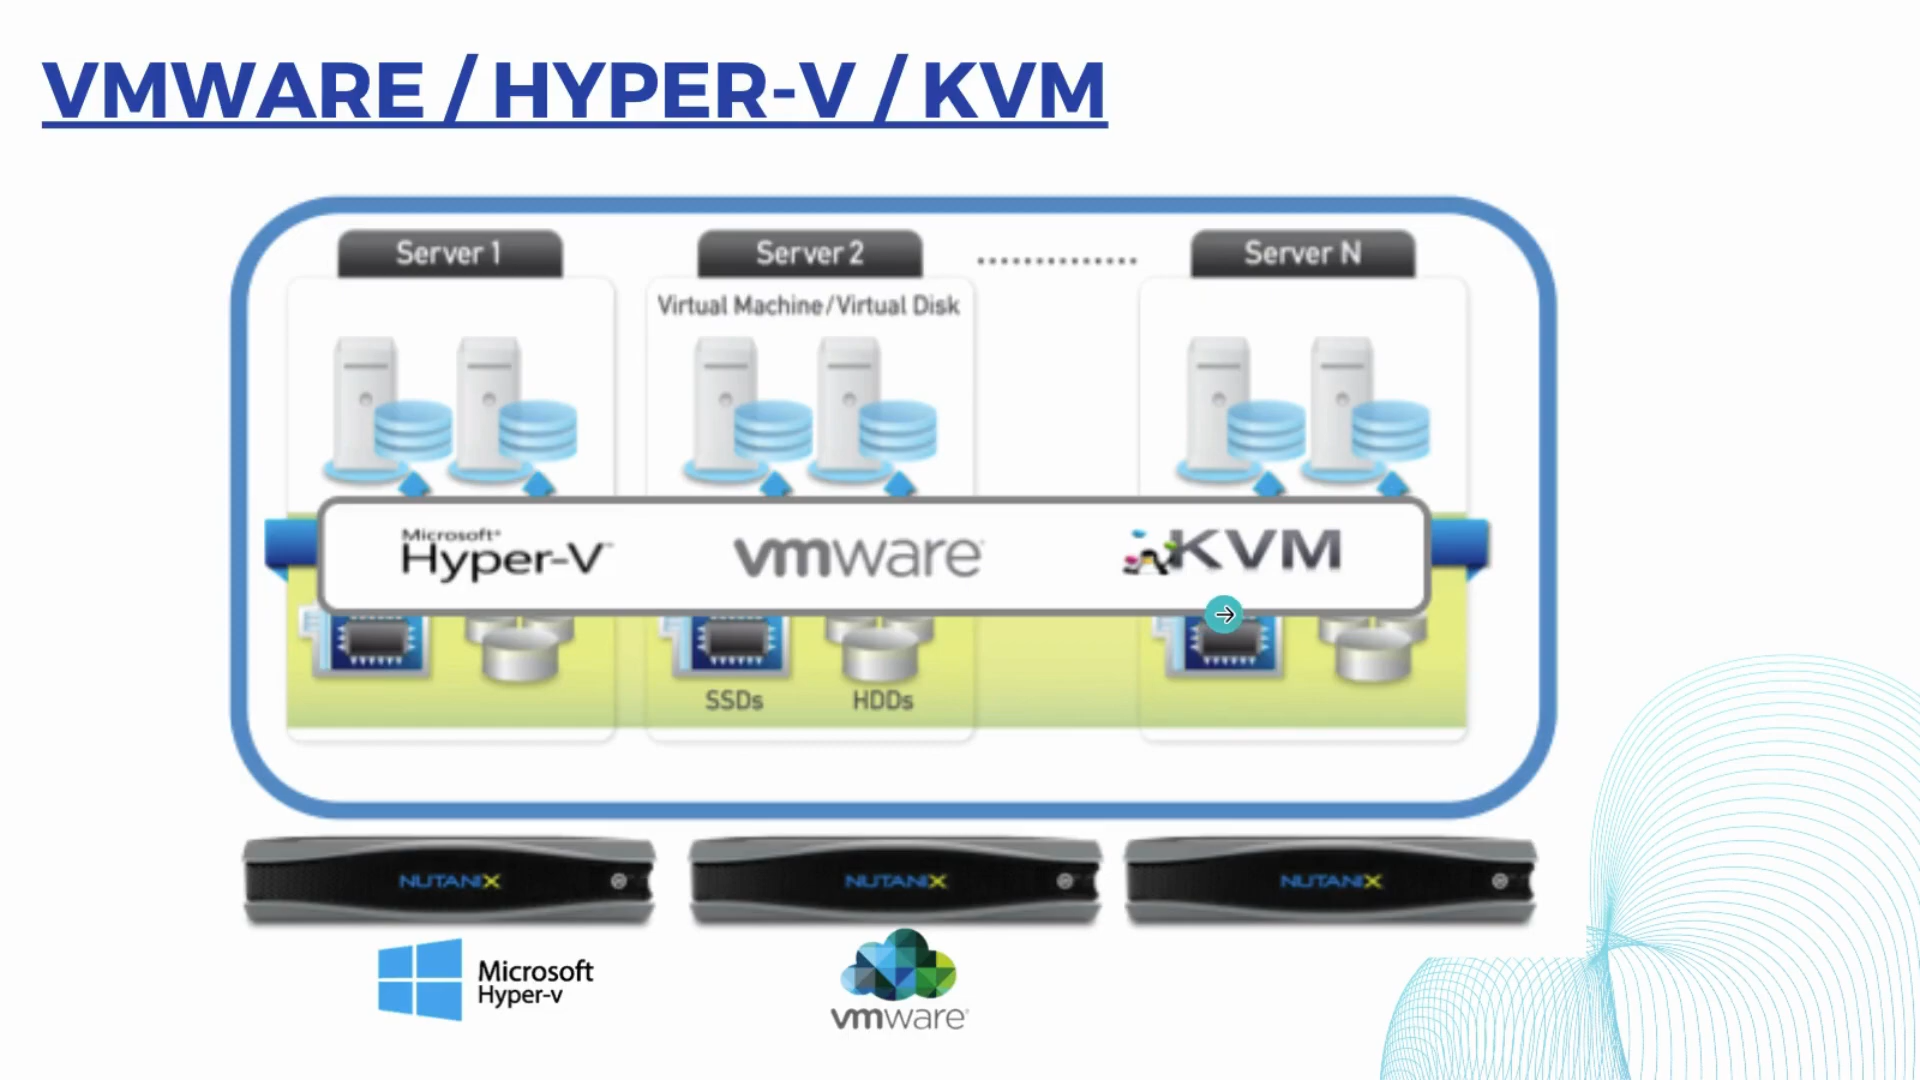 VMWARE / HYPER-V / KVM
Server 1
Server 2
Server N
Virtual Machine/Virtual Disk
Microsoft®
Hyper-V™
vmware®
KVM
SSDs
HDDs
NUTANIX
NUTANIX
NUTANIX
Microsoft
Hyper-v
vmware®